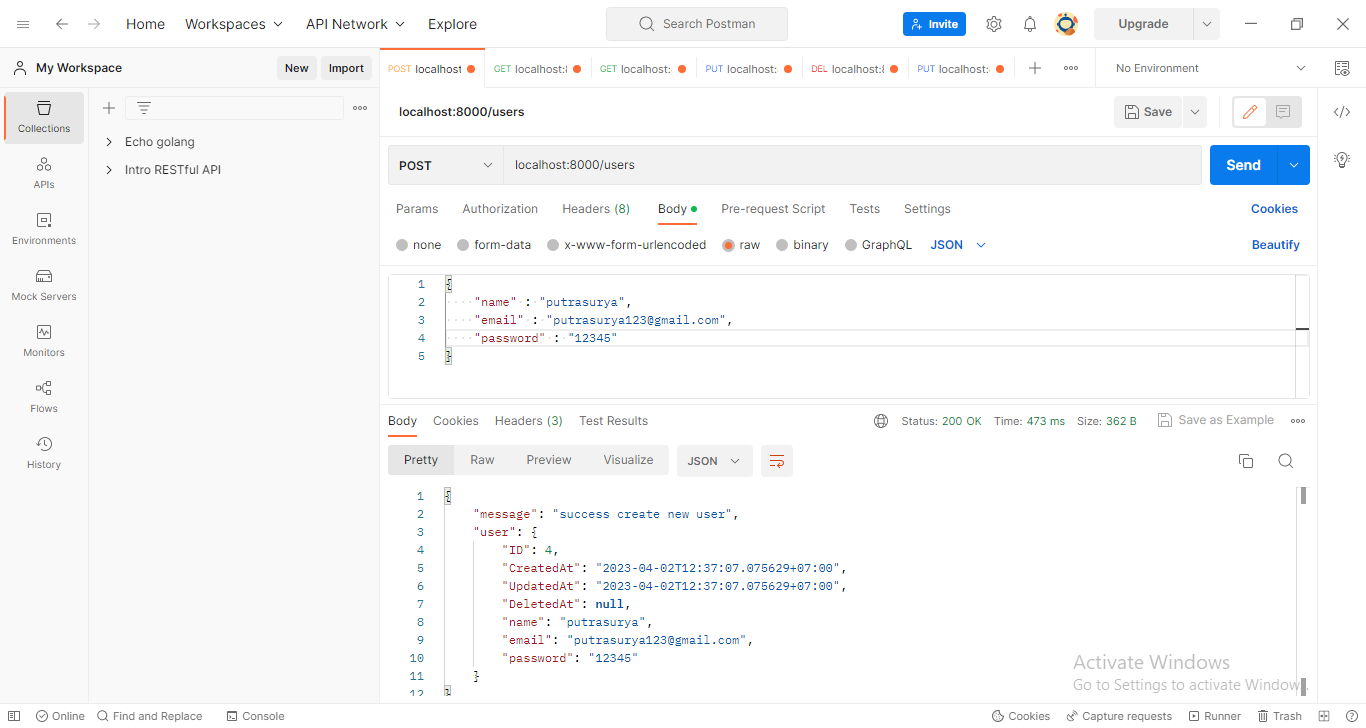 Home Workspaces API Network Explore Search Postman Invite Upgrade
My Workspace New Import POST localhost GET localhost:8 GET localhost: PUT localhost: DEL localhost:8 PUT localhost: No Environment
localhost:8000/users Save
Collections
Echo golang
Intro RESTful API
APIs
Environments
Mock Servers
Monitors
Flows
History
POST localhost:8000/users Send
Params Authorization Headers (8) Body Pre-request Script Tests Settings Cookies
none form-data x-www-form-urlencoded raw binary GraphQL JSON Beautify
1 {
2 ····"name"·:·"putrasurya",
3 ····"email"·:·"putrasurya123@gmail.com",
4 ····"password"·:·"12345"
5 }
Body Cookies Headers (3) Test Results Status: 200 OK Time: 473 ms Size: 362 B Save as Example
Pretty Raw Preview Visualize JSON
1 {
2 "message": "success create new user",
3 "user": {
4 "ID": 4,
5 "CreatedAt": "2023-04-02T12:37:07.075629+07:00",
6 "UpdatedAt": "2023-04-02T12:37:07.075629+07:00",
7 "DeletedAt": null,
8 "name": "putrasurya",
9 "email": "putrasurya123@gmail.com",
10 "password": "12345"
11 }
12 }
Activate Windows
Go to Settings to activate Windows.
Online Find and Replace Console Cookies Capture requests Runner Trash